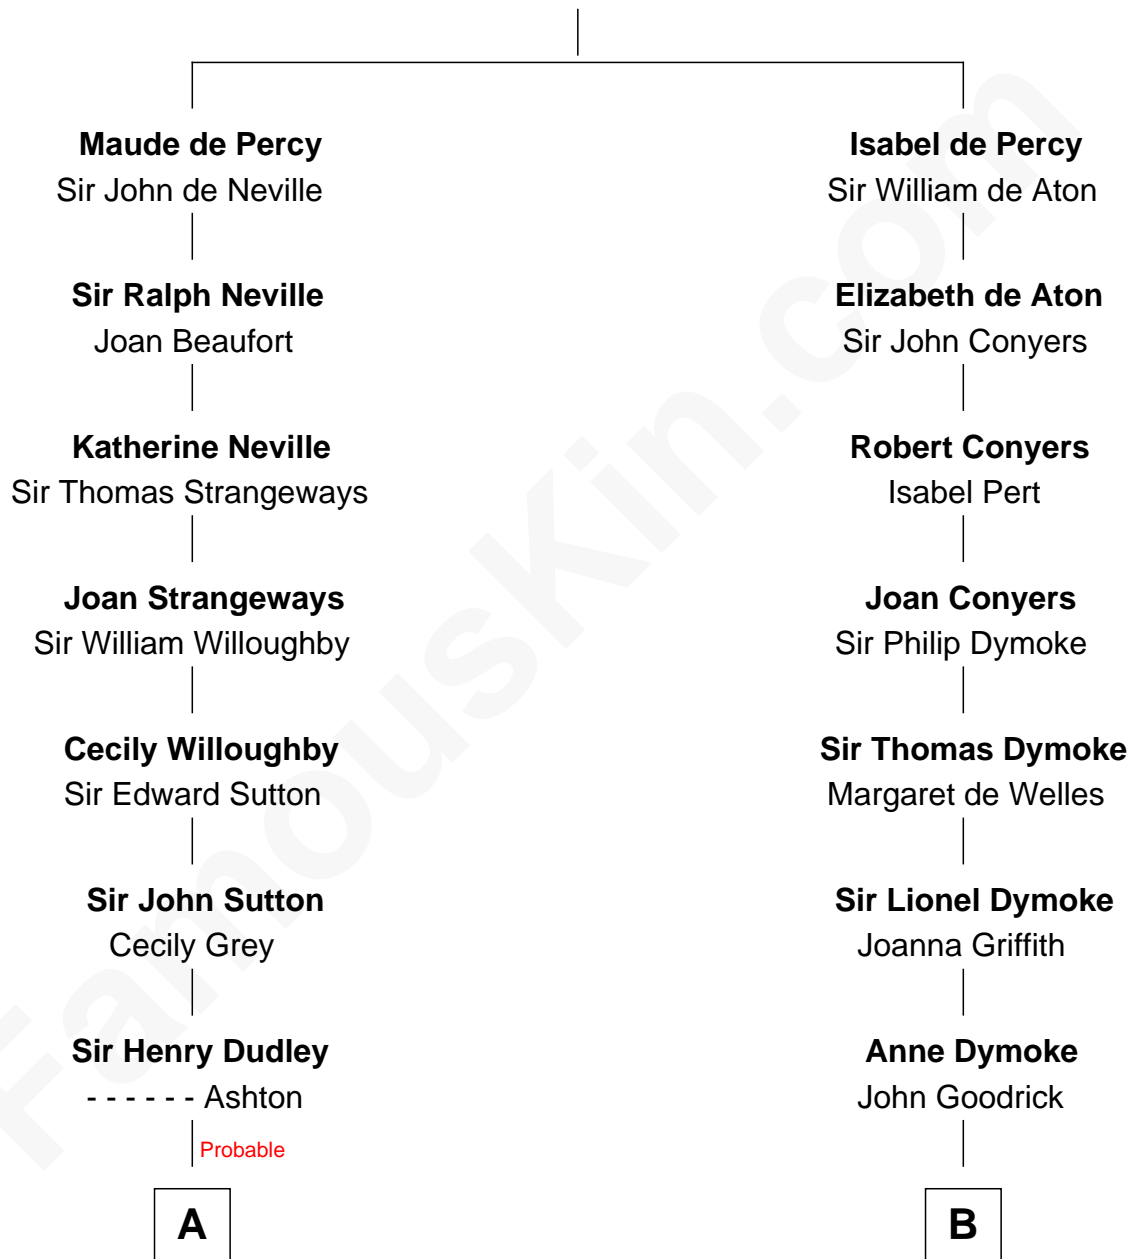 Maude de Percy
Sir John de Neville
Isabel de Percy
Sir William de Aton
Sir Ralph Neville
Joan Beaufort
Elizabeth de Aton
Sir John Conyers
Katherine Neville
Sir Thomas Strangeways
Robert Conyers
Isabel Pert
Joan Strangeways
Sir William Willoughby
Joan Conyers
Sir Philip Dymoke
Cecily Willoughby
Sir Edward Sutton
Sir Thomas Dymoke
Margaret de Welles
Sir John Sutton
Cecily Grey
Sir Lionel Dymoke
Joanna Griffith
Sir Henry Dudley
- - - - - - Ashton
Anne Dymoke
John Goodrick
Probable
A
B
FamousKin.com